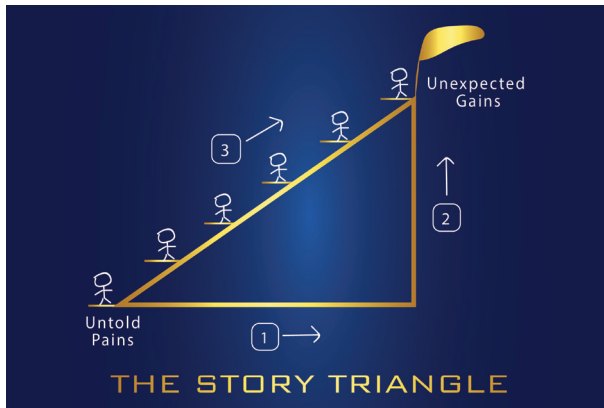 Unexpected
Gains
3
2
Untold
Pains
1
THE STORY TRIANGLE